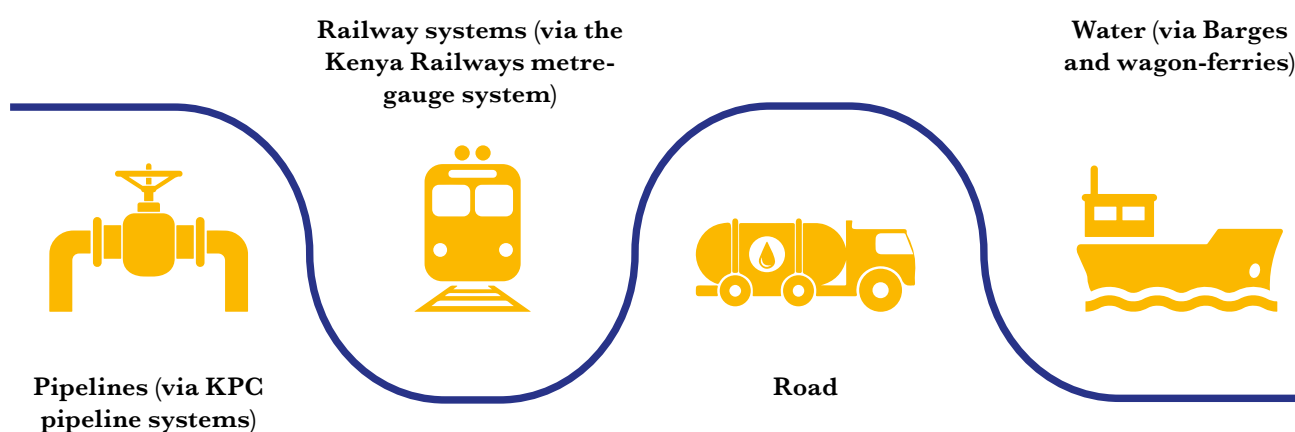 Pipelines (via KPC
pipeline systems)
Railway systems (via the
Kenya Railways metre-
gauge system)
Road
Water (via Barges
and wagon-ferries)